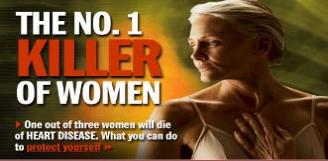 THE NO. 1
KILLER
OF WOMEN
One out of three women will die
of HEART DISEASE. What you can
do to protect yourself